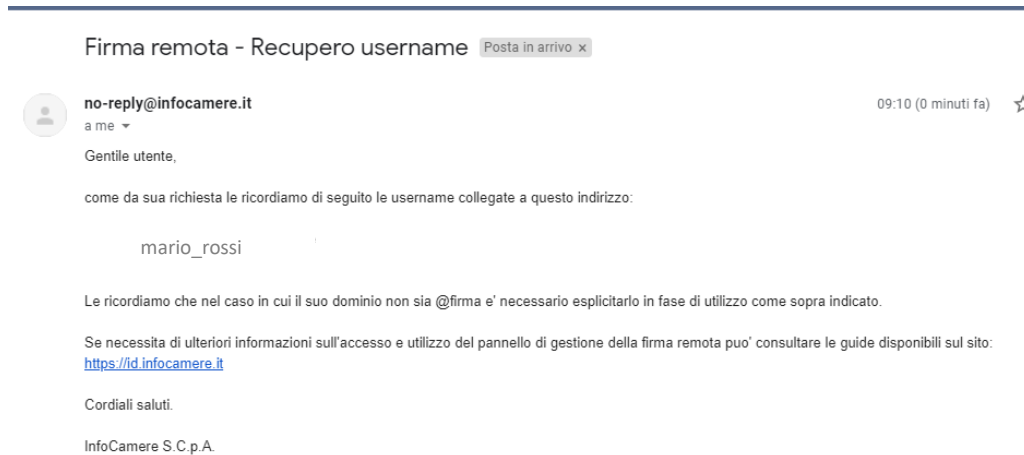 Firma remota - Recupero username Posta in arrivo x
no-reply@infocamere.it 09:10 (0 minuti fa)
a me
Gentile utente,
come da sua richiesta le ricordiamo di seguito le username collegate a questo indirizzo:
mario_rossi
Le ricordiamo che nel caso in cui il suo dominio non sia @firma e' necessario esplicitarlo in fase di utilizzo come sopra indicato.
Se necessita di ulteriori informazioni sull'accesso e utilizzo del pannello di gestione della firma remota puo' consultare le guide disponibili sul sito:
https://id.infocamere.it
Cordiali saluti.
InfoCamere S.C.p.A.